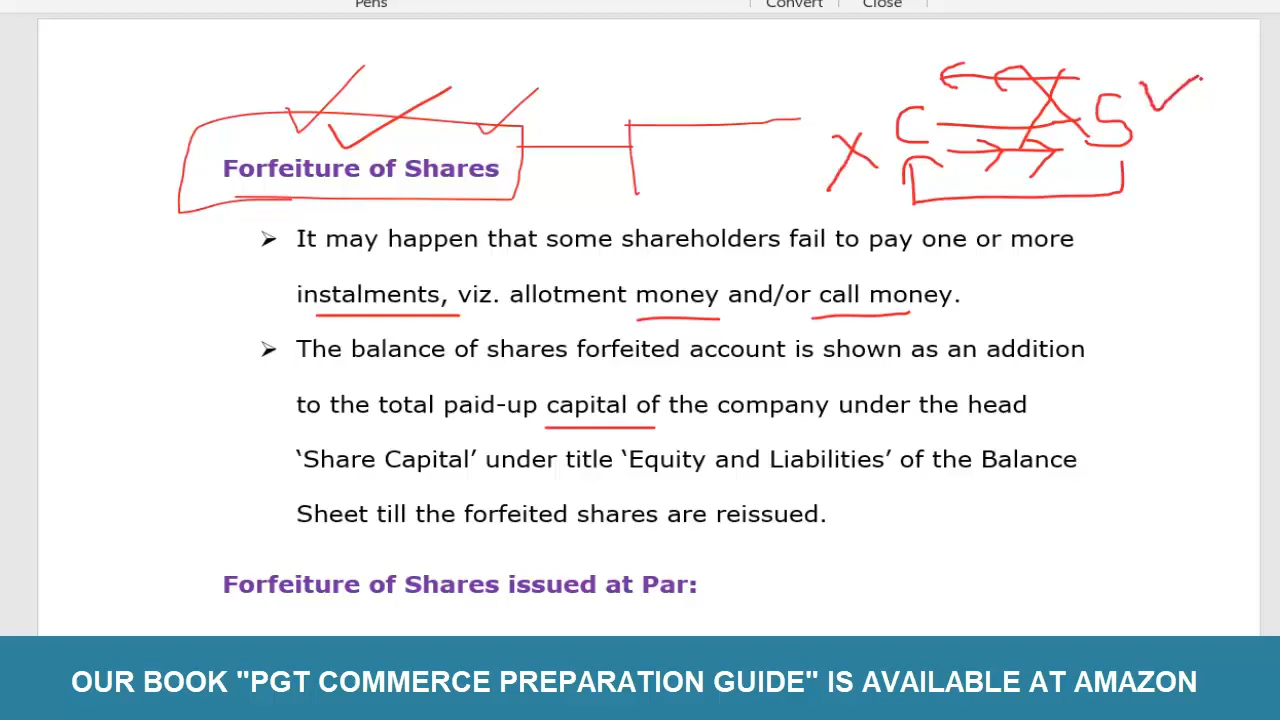 Pens Convert Close
C S
Forfeiture of Shares
➢ It may happen that some shareholders fail to pay one or more
instalments, viz. allotment money and/or call money.
➢ The balance of shares forfeited account is shown as an addition
to the total paid-up capital of the company under the head
‘Share Capital’ under title ‘Equity and Liabilities’ of the Balance
Sheet till the forfeited shares are reissued.
Forfeiture of Shares issued at Par:
OUR BOOK "PGT COMMERCE PREPARATION GUIDE" IS AVAILABLE AT AMAZON